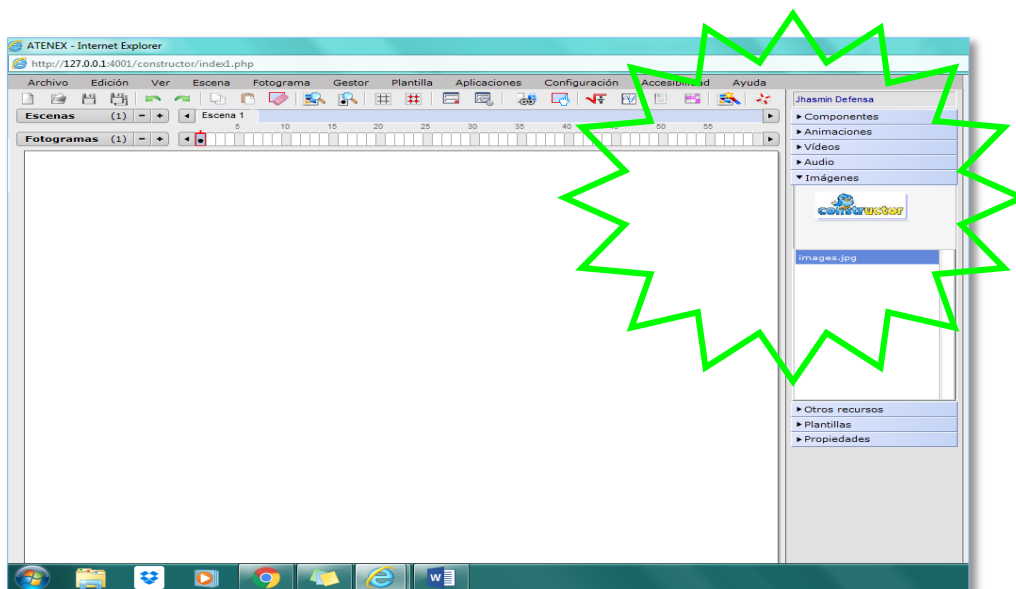 ATENEX - Internet Explorer
http://127.0.0.1:4001/constructor/index1.php
Archivo Edición Ver Escena Fotograma Gestor Plantilla Aplicaciones Configuración Accesibilidad Ayuda
Jhasmin Defensa
Escenas (1) - + Escena 1
Componentes
5 10 15 20 25 30 35 40 50 55
Animaciones
Fotogramas (1) - +
Vídeos
Audio
Imágenes
constructor
images.jpg
Otros recursos
Plantillas
Propiedades
W